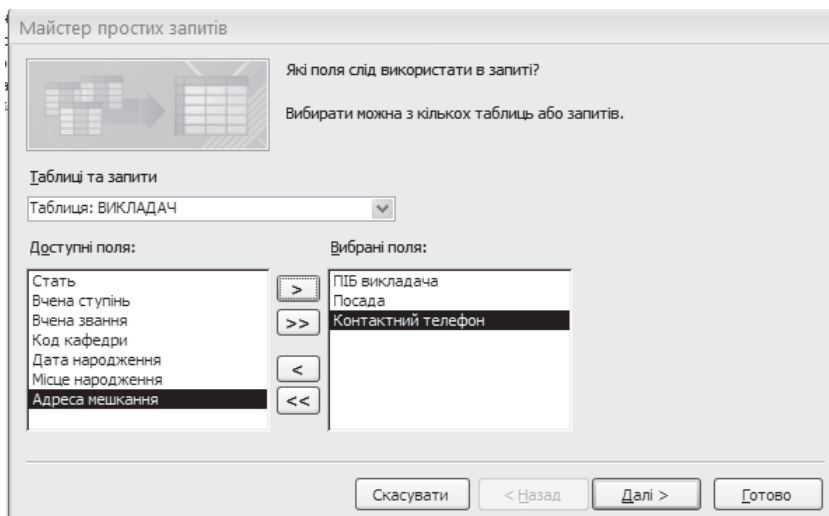 Майстер простих запитів
Які поля слід використати в запиті?
Вибирати можна з кількох таблиць або запитів.
Таблиці та запити
Таблиця: ВИКЛАДАЧ
Доступні поля:
Вибрані поля:
Стать
Вчена ступінь
Вчена звання
Код кафедри
Дата народження
Місце народження
Адреса мешкання
>
>>
<
<<
ПІБ викладача
Посада
Контактний телефон
Скасувати
< Назад
Далі >
Готово